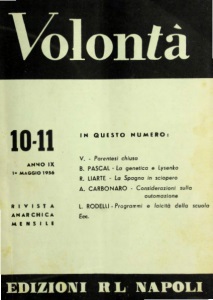 Volontà
10-11
ANNO IX
1° MAGGIO 1956
RIVISTA
ANARCHICA
MENSILE
IN QUESTO NUMERO:
V. - Parentesi chiusa
B. PASCAL - La genetica e Lysenko
R. LIARTE - La Spagna in sciopero
A. CARBONARO - Considerazioni sulla
automazione
L. RODELLI - Programmi e laicità della scuola
Ecc.
EDIZIONI RL NAPOLI